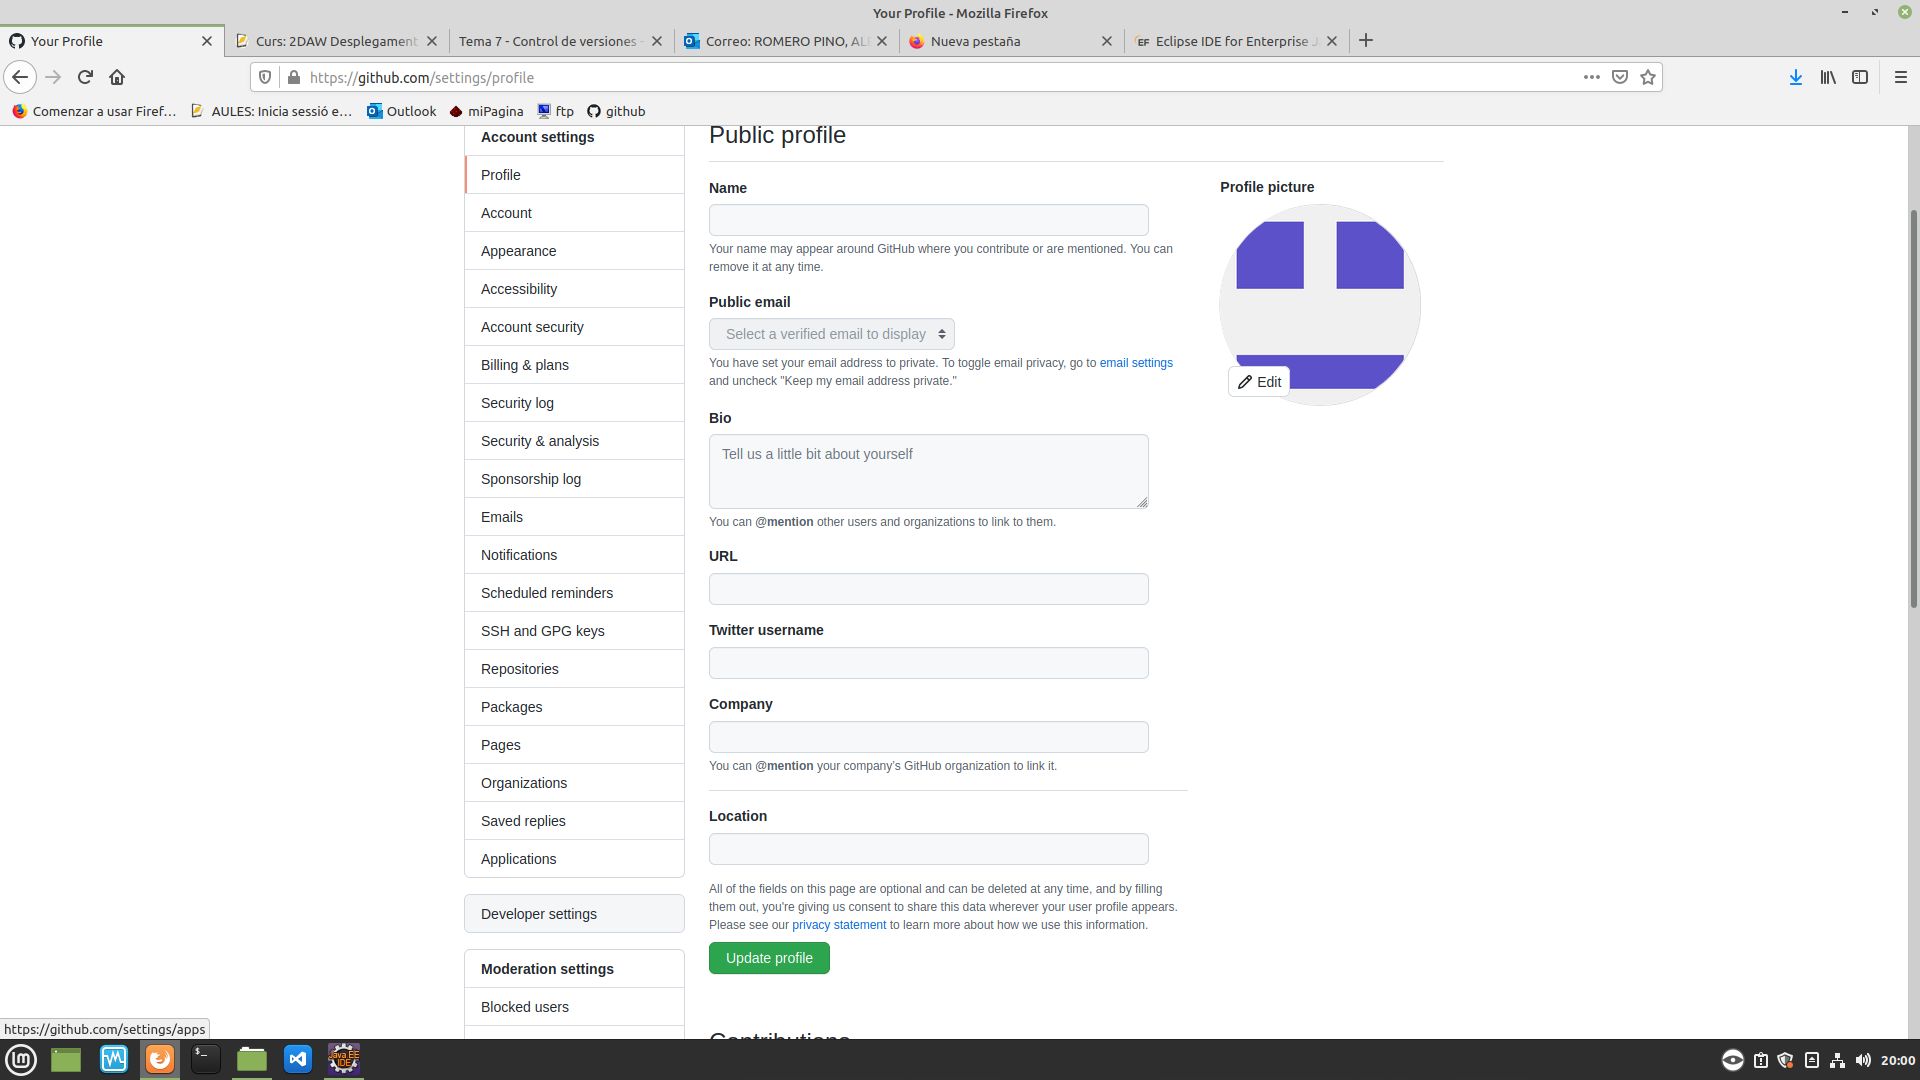 Your Profile - Mozilla Firefox
Your Profile
Curs: 2DAW Desplegament
Tema 7 - Control de versiones -
Correo: ROMERO PINO, ALE
Nueva pestaña
Eclipse IDE for Enterprise Ja
https://github.com/settings/profile
Comenzar a usar Firef…
AULES: Inicia sessió e…
Outlook
miPagina
ftp
github
Account settings
Profile
Account
Appearance
Accessibility
Account security
Billing & plans
Security log
Security & analysis
Sponsorship log
Emails
Notifications
Scheduled reminders
SSH and GPG keys
Repositories
Packages
Pages
Organizations
Saved replies
Applications
Developer settings
Moderation settings
Blocked users
Public profile
Name
Your name may appear around GitHub where you contribute or are mentioned. You can
remove it at any time.
Public email
Select a verified email to display
You have set your email address to private. To toggle email privacy, go to email settings
and uncheck "Keep my email address private."
Bio
Tell us a little bit about yourself
You can @mention other users and organizations to link to them.
URL
Twitter username
Company
You can @mention your company's GitHub organization to link it.
Location
All of the fields on this page are optional and can be deleted at any time, and by filling
them out, you're giving us consent to share this data wherever your user profile appears.
Please see our privacy statement to learn more about how we use this information.
Update profile
Contributions
Profile picture
Edit
https://github.com/settings/apps
Java EE
IDE
20:00